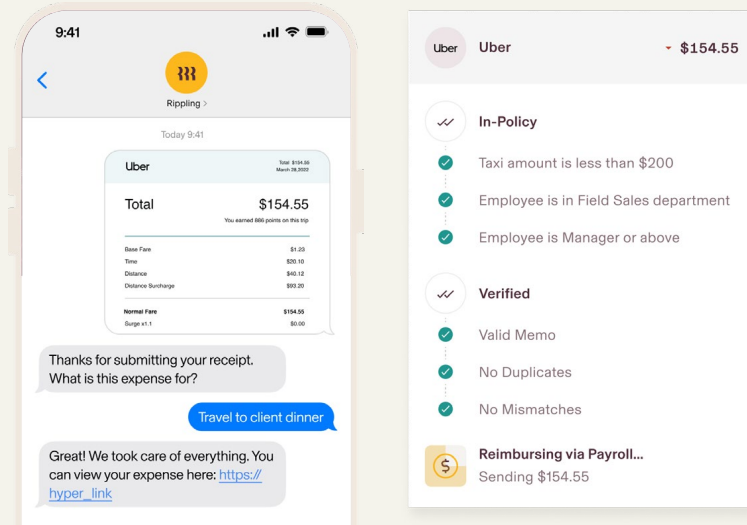 9:41
Rippling >
Today 9:41
Uber
Total $154.55
March 28,2022
Total $154.55
You earned 886 points on this trip
Base Fare $1.23
Time $20.10
Distance $40.12
Distance Surcharge $93.20
Normal Fare $154.55
Surge x1.1 $0.00
Thanks for submitting your receipt.
What is this expense for?
Travel to client dinner
Great! We took care of everything. You
can view your expense here: https://
hyper_link
Uber Uber $154.55
In-Policy
Taxi amount is less than $200
Employee is in Field Sales department
Employee is Manager or above
Verified
Valid Memo
No Duplicates
No Mismatches
Reimbursing via Payroll...
Sending $154.55